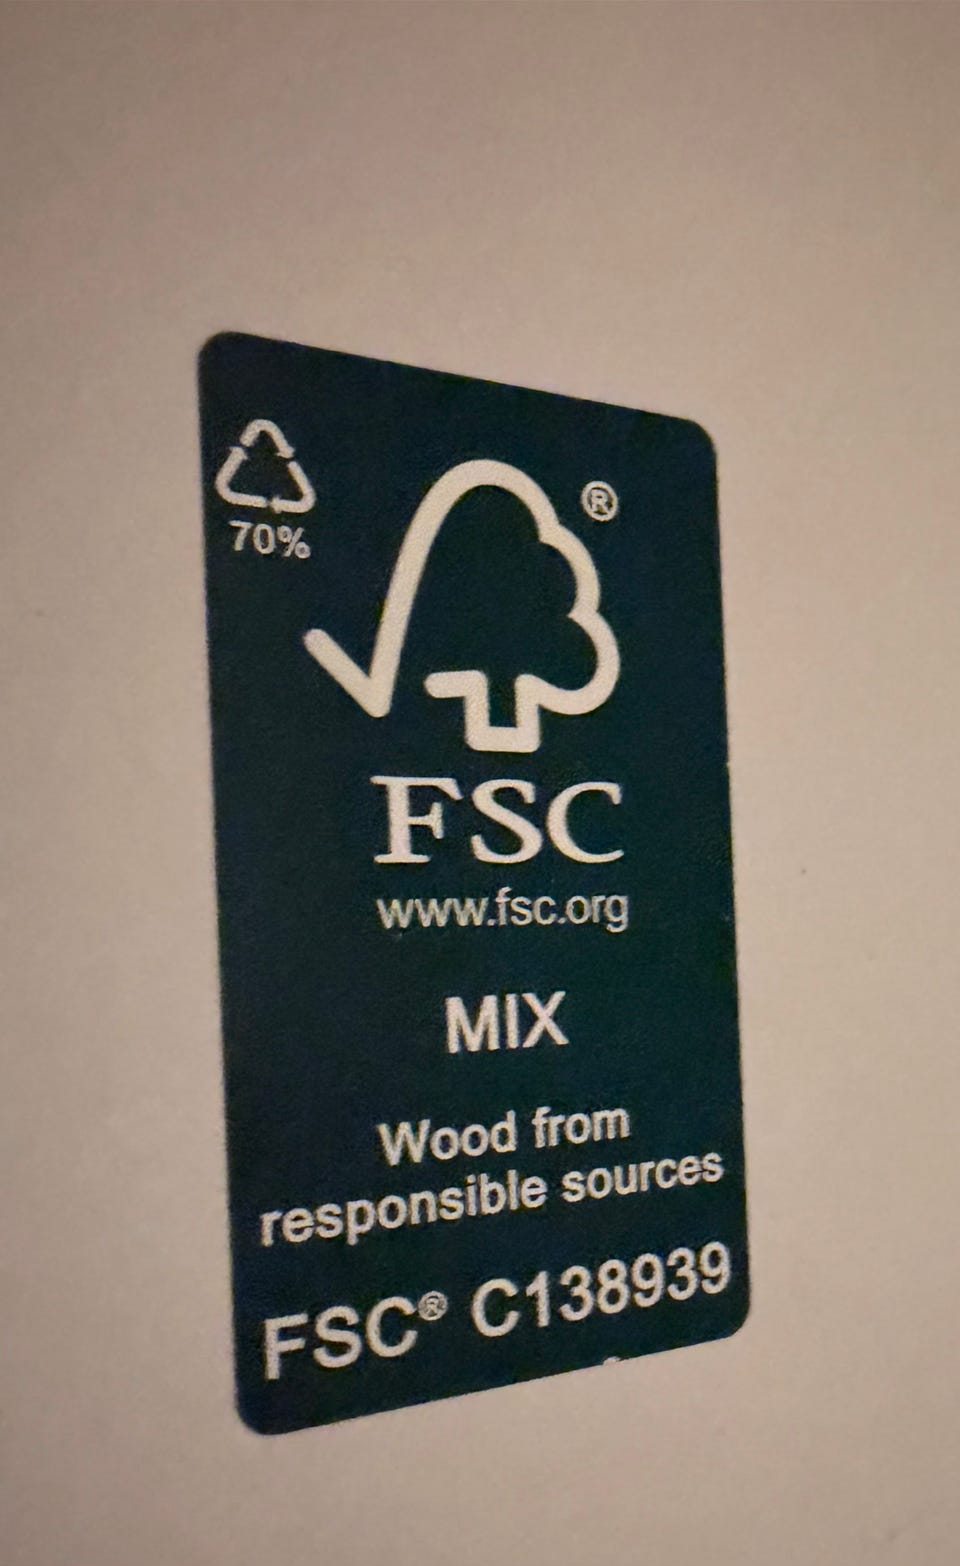 70%
®
FSC
www.fsc.org
MIX
Wood from
responsible sources
FSC® C138939